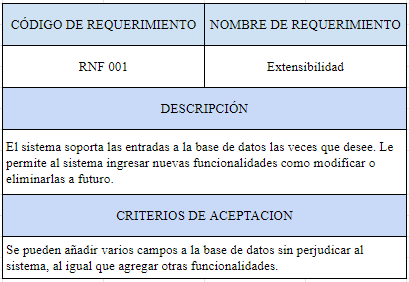 CÓDIGO DE REQUERIMIENTO NOMBRE DE REQUERIMIENTO
RNF 001 Extensibilidad
DESCRIPCIÓN
El sistema soporta las entradas a la base de datos las veces que desee. Le
permite al sistema ingresar nuevas funcionalidades como modificar o
eliminarlas a futuro.
CRITERIOS DE ACEPTACION
Se pueden añadir varios campos a la base de datos sin perjudicar al
sistema, al igual que agregar otras funcionalidades.